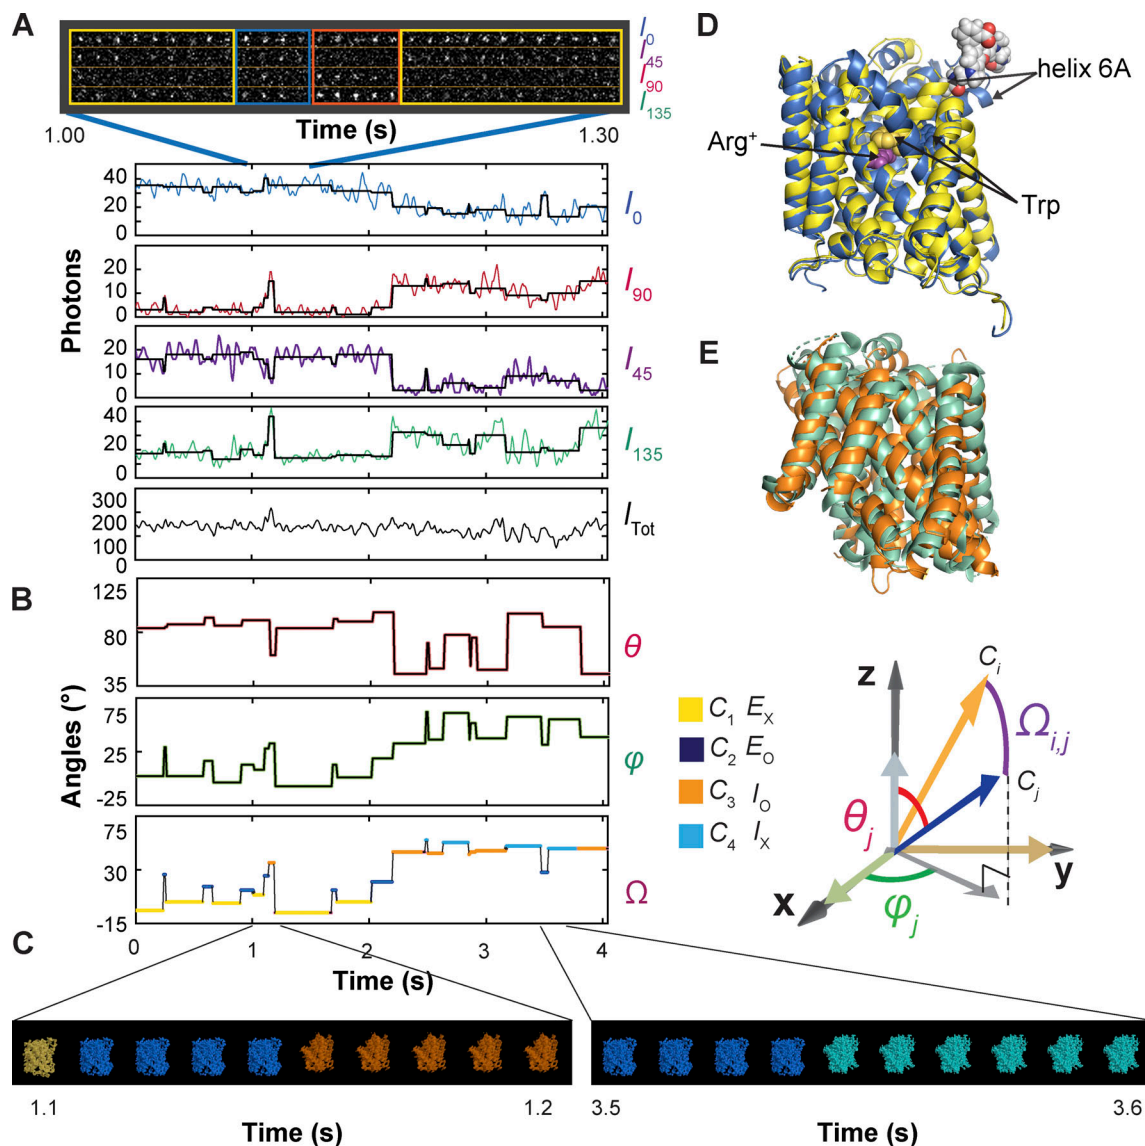 A
I0
I45
I90
I135
1.00
Time (s)
1.30
Photons
40
20
0
I0
20
10
0
I90
20
10
0
I45
40
20
0
I135
300
200
100
0
ITot
B
Angles (°)
125
80
35
θ
75
25
-25
φ
75
30
-15
Ω
0
1
2
3
4
Time (s)
C
1.1
1.2
Time (s)
3.5
3.6
Time (s)
D
helix 6A
Arg+
Trp
E
C1 EX
C2 EO
C3 IO
C4 IX
z
Ci
Ωi,j
Cj
θj
y
x
φj